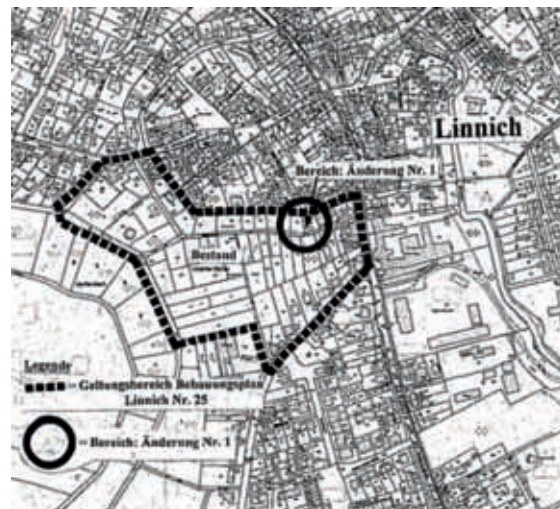 Linnich
Bereich: Änderung Nr. 1
Bestand
Legende
= Geltungsbereich Bebauungsplan
Linnich Nr. 25
= Bereich: Änderung Nr. 1